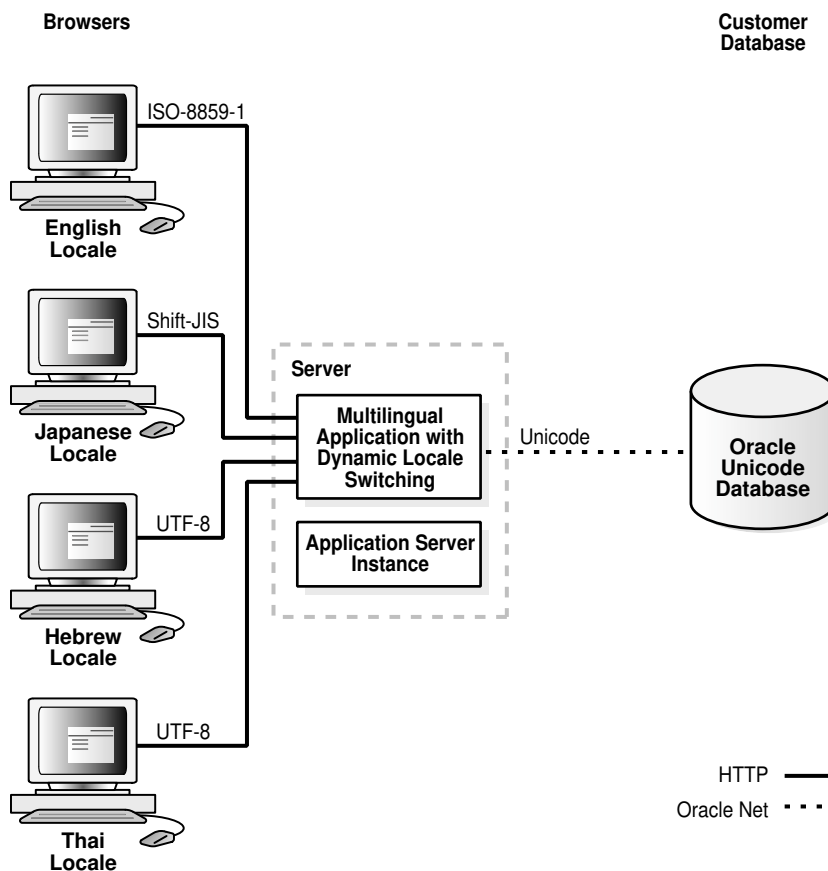 Browsers
Customer
Database
ISO-8859-1
English
Locale
Shift-JIS
Japanese
Locale
UTF-8
Hebrew
Locale
UTF-8
Thai
Locale
Server
Multilingual
Application with
Dynamic Locale
Switching
Application Server
Instance
Unicode
Oracle
Unicode
Database
HTTP
Oracle Net